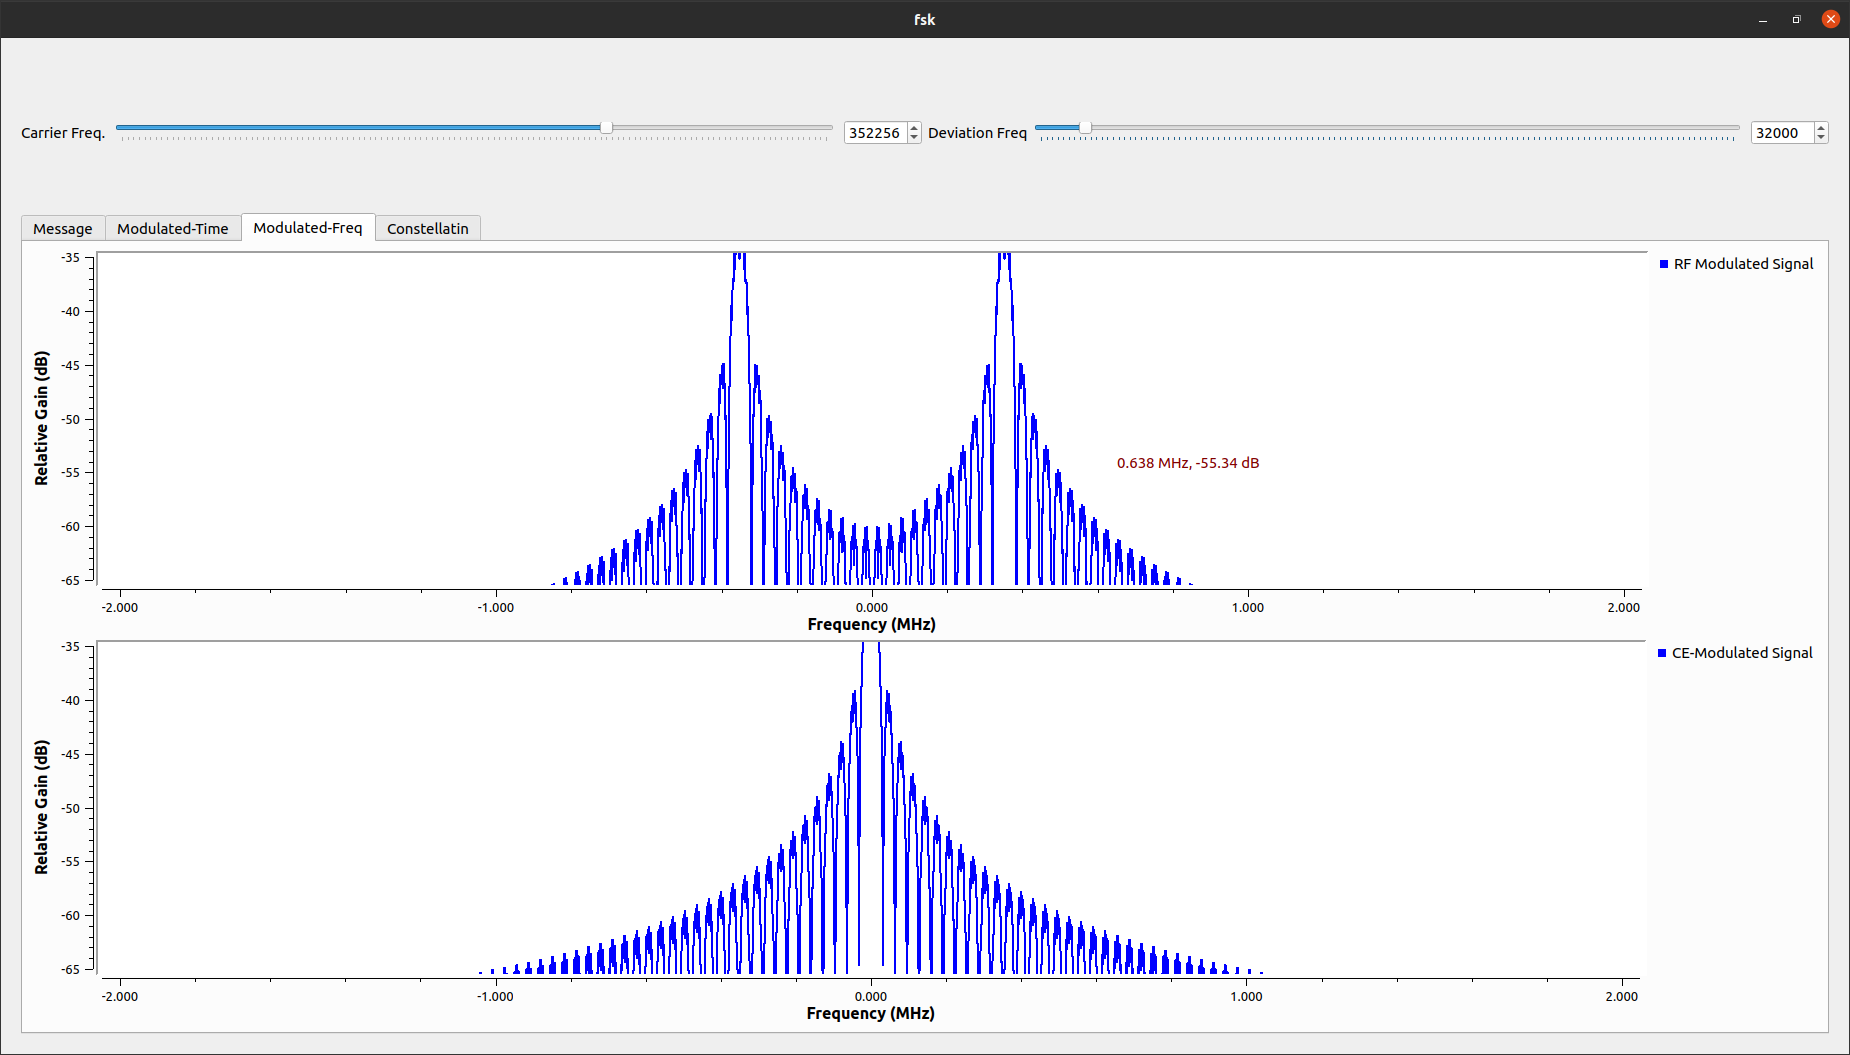 fsk
Carrier Freq. 352256 Deviation Freq 32000
Message Modulated-Time Modulated-Freq Constellatin
Relative Gain (dB)
-35
-40
-45
-50
-55
-60
-65
RF Modulated Signal
0.638 MHz, -55.34 dB
-2.000 -1.000 0.000 1.000 2.000
Frequency (MHz)
Relative Gain (dB)
-35
-40
-45
-50
-55
-60
-65
CE-Modulated Signal
-2.000 -1.000 0.000 1.000 2.000
Frequency (MHz)